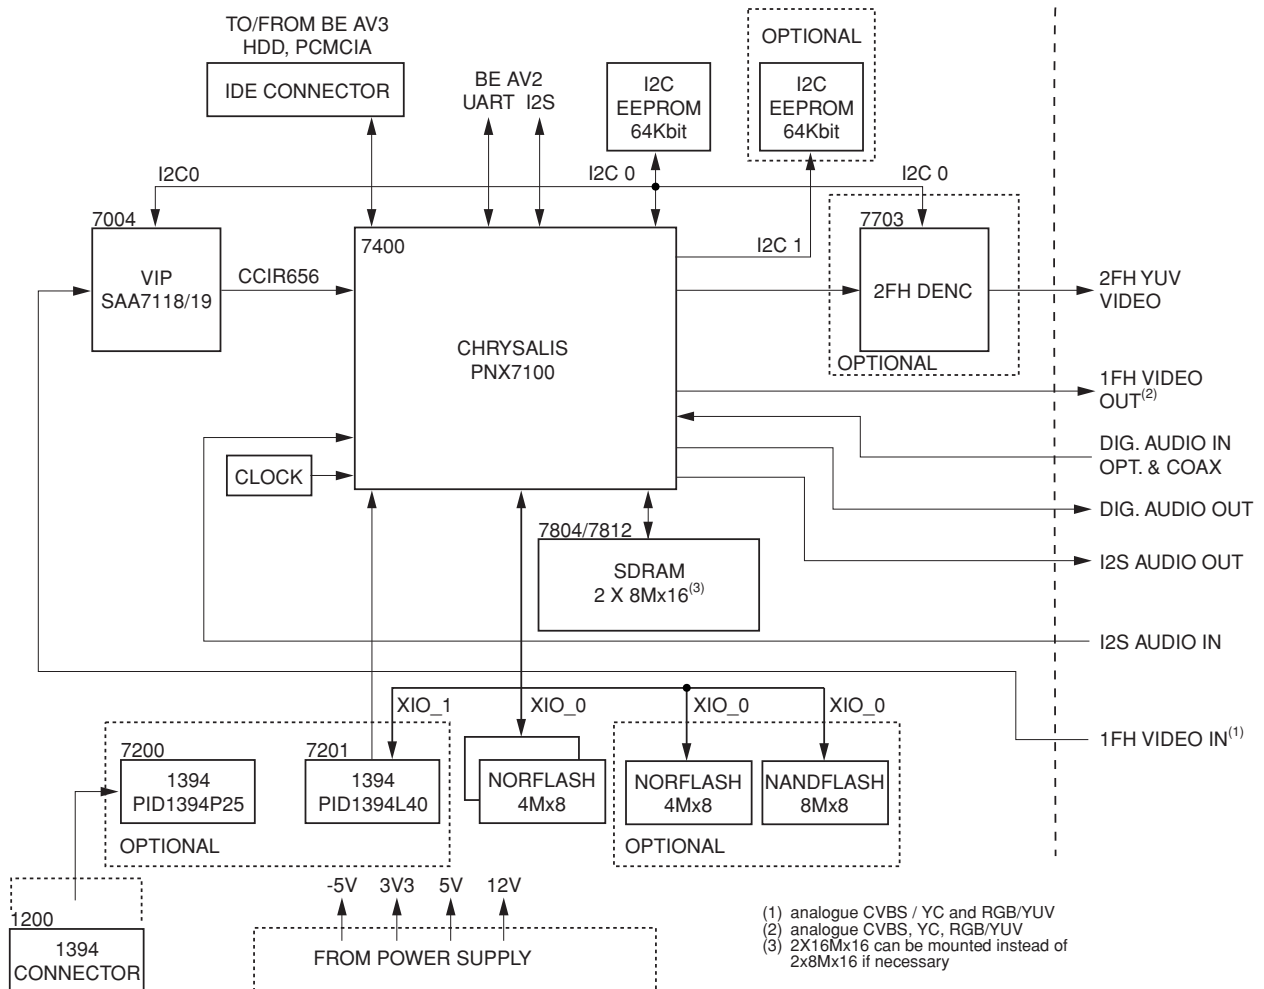 TO/FROM BE AV3
HDD, PCMCIA
IDE CONNECTOR
BE AV2
UART I2S
I2C
EEPROM
64Kbit
OPTIONAL
I2C
EEPROM
64Kbit
I2C0
I2C 0
I2C 0
7004
VIP
SAA7118/19
CCIR656
7400
CHRYSALIS
PNX7100
I2C 1
7703
2FH DENC
OPTIONAL
2FH YUV
VIDEO
1FH VIDEO
OUT(2)
DIG. AUDIO IN
OPT. & COAX
DIG. AUDIO OUT
I2S AUDIO OUT
I2S AUDIO IN
1FH VIDEO IN(1)
CLOCK
7804/7812
SDRAM
2 X 8Mx16(3)
XIO_1
XIO_0
XIO_0
XIO_0
7200
1394
PID1394P25
7201
1394
PID1394L40
OPTIONAL
NORFLASH
4Mx8
NORFLASH
4Mx8
NANDFLASH
8Mx8
OPTIONAL
1200
1394
CONNECTOR
-5V 3V3 5V 12V
FROM POWER SUPPLY
(1) analogue CVBS / YC and RGB/YUV
(2) analogue CVBS, YC, RGB/YUV
(3) 2X16Mx16 can be mounted instead of
2x8Mx16 if necessary